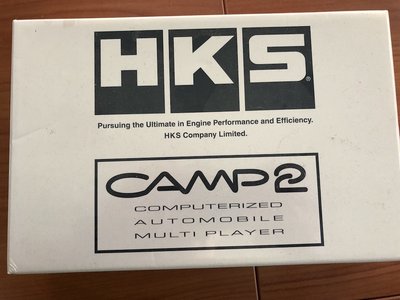 HKS®
Pursuing the Ultimate in Engine Performance and Efficiency.
HKS Company Limited.
CAMP2
COMPUTERIZED
AUTOMOBILE
MULTI PLAYER